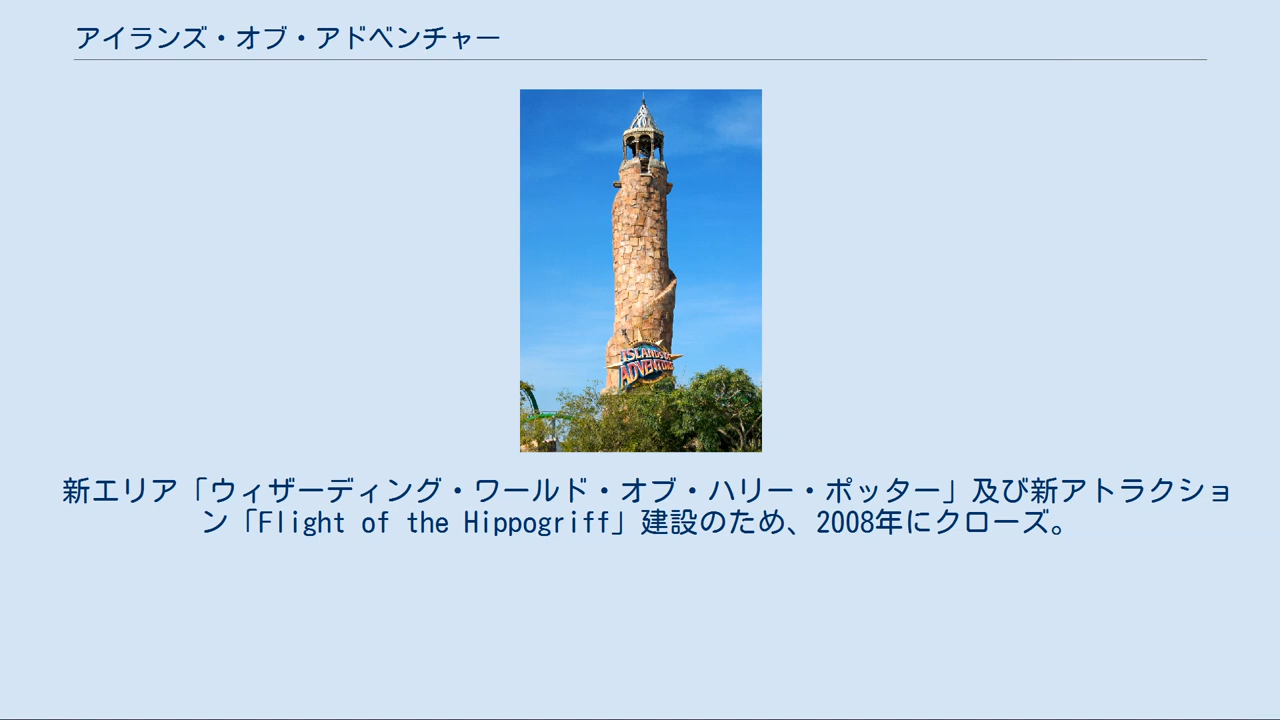 アイランズ・オブ・アドベンチャー
ISLANDS OF
ADVENTURE
新エリア「ウィザーディング・ワールド・オブ・ハリー・ポッター」及び新アトラクショ
ン「Flight of the Hippogriff」建設のため、2008年にクローズ。